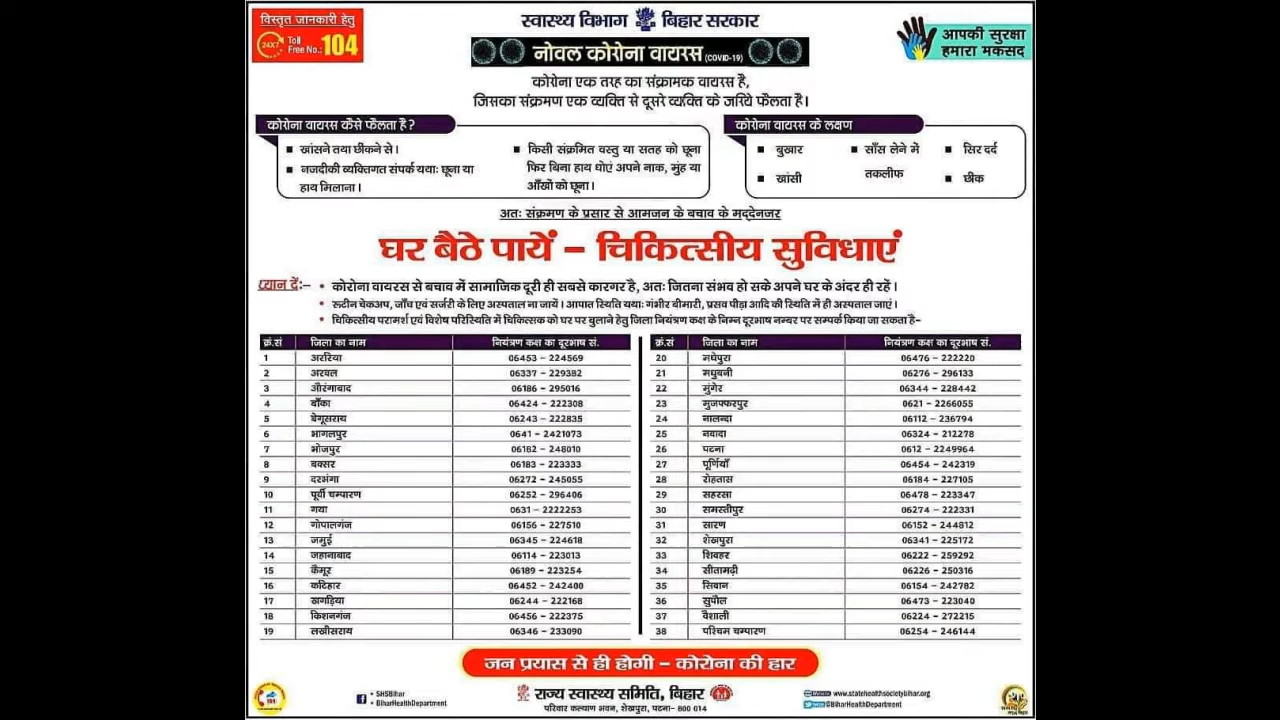 विस्तृत जानकारी हेतु
24X7 Toll Free No.: 104
स्वास्थ्य विभाग बिहार सरकार
नोवल कोरोना वायरस (COVID-19)
आपकी सुरक्षा
हमारा मकसद
कोरोना एक तरह का संक्रामक वायरस है,
जिसका संक्रमण एक व्यक्ति से दूसरे व्यक्ति के जरिये फैलता है।
कोरोना वायरस कैसे फैलता है?
▪ खांसने तथा छीकने से।
▪ नजदीकी व्यक्तिगत संपर्क यथाः छूना या
हाथ मिलाना।
▪ किसी संक्रमित वस्तु या सतह को छूना
फिर बिना हाथ धोएं अपने नाक, मुंह या
आँखों को छूना।
कोरोना वायरस के लक्षण
▪ बुखार
▪ खांसी
▪ साँस लेने में
तकलीफ
▪ सिर दर्द
▪ छींक
अतः संक्रमण के प्रसार से आमजन के बचाव के मद्देनजर
घर बैठे पायें – चिकित्सीय सुविधाएं
ध्यान दें:–
• कोरोना वायरस से बचाव में सामाजिक दूरी ही सबसे कारगर है, अतः जितना संभव हो सके अपने घर के अंदर ही रहें।
• रूटीन चेकअप, जाँच एवं सर्जरी के लिए अस्पताल ना जायें। आपात स्थिति यथाः गंभीर बीमारी, प्रसव पीड़ा आदि की स्थिति में ही अस्पताल जाएं।
• चिकित्सीय परामर्श एवं विशेष परिस्थिति में चिकित्सक को घर पर बुलाने हेतु जिला नियंत्रण कक्ष के निम्न दूरभाष नम्बर पर सम्पर्क किया जा सकता है–
क्रं.सं जिला का नाम नियंत्रण कक्ष का दूरभाष सं.
1 अररिया 06453 – 224569
2 अरवल 06337 – 229382
3 औरंगाबाद 06186 – 295016
4 बाँका 06424 – 222308
5 बेगूसराय 06243 – 222835
6 भागलपुर 0641 – 2421073
7 भोजपुर 06182 – 248010
8 बक्सर 06183 – 223333
9 दरभंगा 06272 – 245055
10 पूर्वी चम्पारण 06252 – 296406
11 गया 0631 – 2222253
12 गोपालगंज 06156 – 227510
13 जमुई 06345 – 224618
14 जहानाबाद 06114 – 223013
15 कैमूर 06189 – 223254
16 कटिहार 06452 – 242400
17 खगड़िया 06244 – 222168
18 किशनगंज 06456 – 222375
19 लखीसराय 06346 – 233090
क्रं.सं जिला का नाम नियंत्रण कक्ष का दूरभाष सं.
20 मधेपुरा 06476 – 222220
21 मधुबनी 06276 – 296133
22 मुंगेर 06344 – 228442
23 मुजफ्फरपुर 0621 – 2266055
24 नालन्दा 06112 – 236794
25 नवादा 06324 – 212278
26 पटना 0612 – 2249964
27 पूर्णियाँ 06454 – 242319
28 रोहतास 06184 – 227105
29 सहरसा 06478 – 223347
30 समस्तीपुर 06274 – 222331
31 सारण 06152 – 244812
32 शेखपुरा 06341 – 225172
33 शिवहर 06222 – 259292
34 सीतामढ़ी 06226 – 250316
35 सिवान 06154 – 242782
36 सुपौल 06473 – 223040
37 वैशाली 06224 – 272215
38 पश्चिम चम्पारण 06254 – 246144
जन प्रयास से ही होगी – कोरोना की हार
• SHSBihar
• BiharHealthDepartment
राज्य स्वास्थ्य समिति, बिहार
परिवार कल्याण भवन, शेखपुरा, पटना– 800 014
www.statehealthsocietybihar.org
@BiharHealthDept